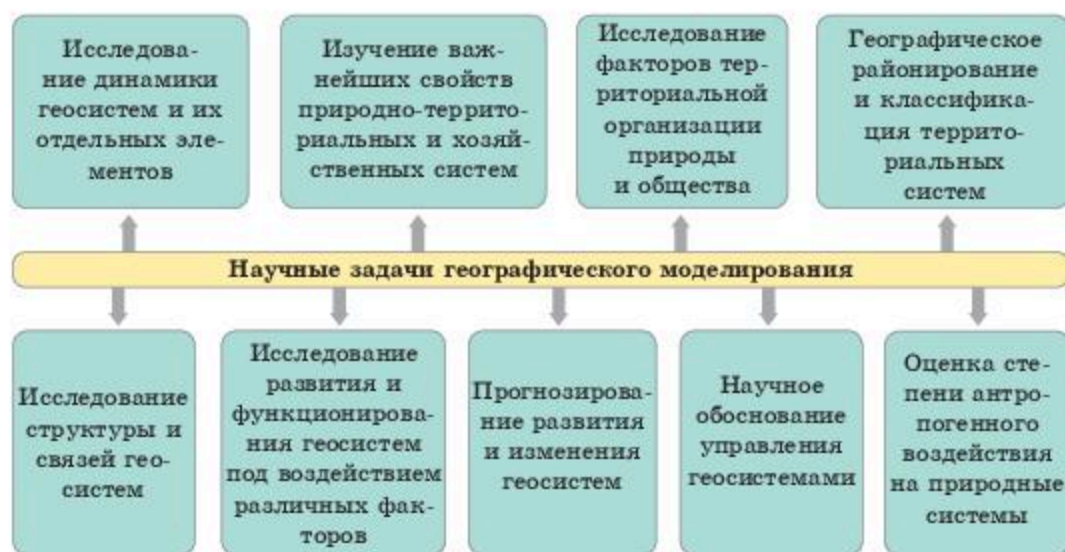 Исследова-
ние динамики
геосистем и их
отдельных эле-
ментов
Изучение важ-
нейших свойств
природно-террито-
риальных и хозяй-
ственных систем
Исследование
факторов тер-
риториальной
организации
природы
и общества
Географическое
районирование
и классифика-
ция террито-
риальных
систем
Научные задачи географического моделирования
Исследование
структуры и
связей гео-
систем
Исследование
развития и
функционирова-
ния геосистем
под воздействием
различных фак-
торов
Прогнозирова-
ние развития
и изменения
геосистем
Научное
обоснование
управления
геосистемами
Оценка сте-
пени антро-
погенного
воздействия
на природные
системы